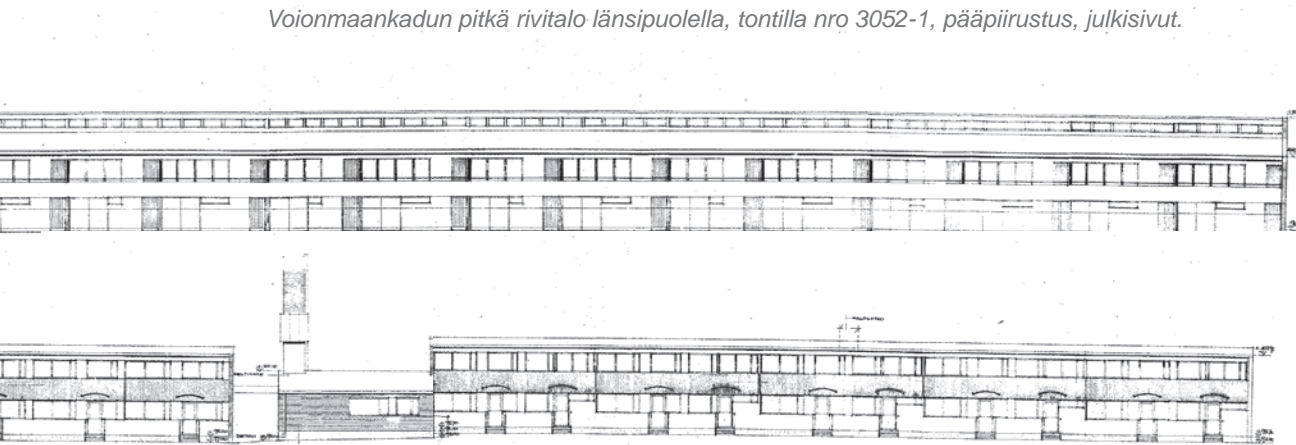 Voionmaankadun pitkä rivitalo länsipuolella, tontilla nro 3052-1, pääpiirustus, julkisivut.